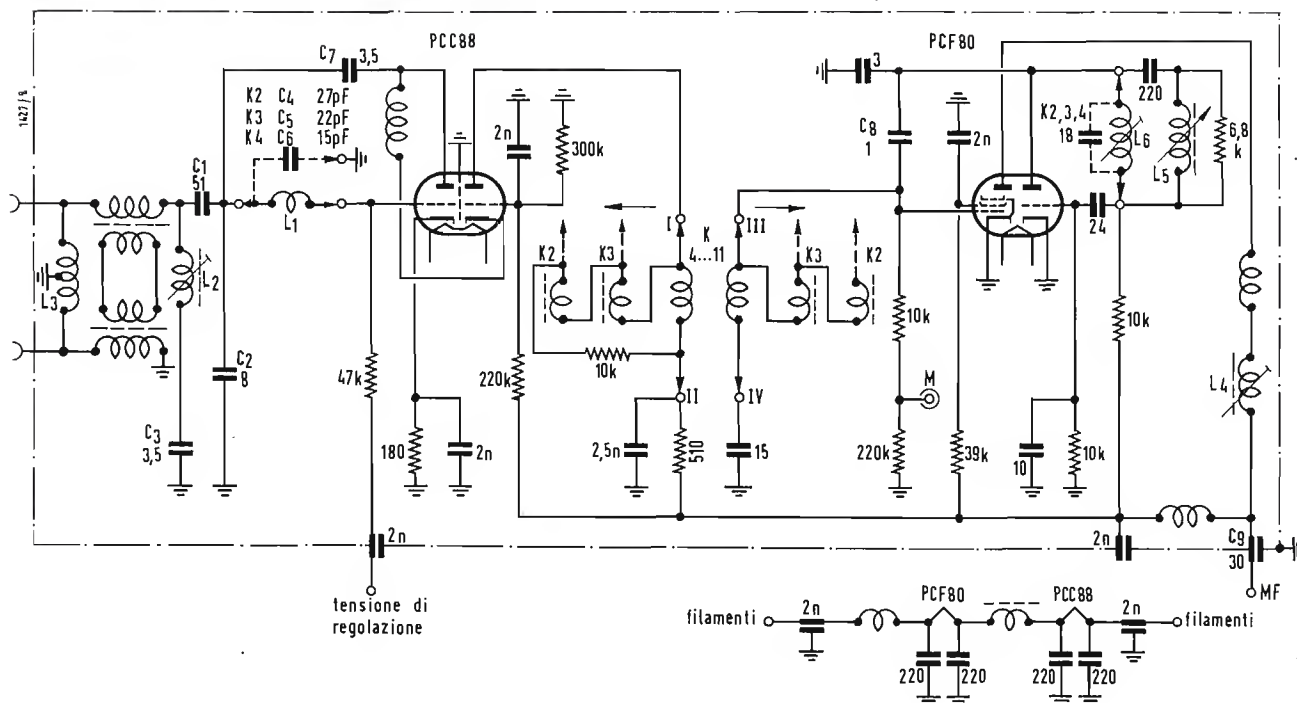 PCC88
PCF80
C7 3,5
3
K2 C4 27pF
K3 C5 22pF
K4 C6 15pF
1427/2
2n
300k
C8
1
2n
K2,3,4
18
L6
220
L5
6,8
k
C1
51
L1
24
L2
L3
I
K
4...11
III
K2
K3
K3
K2
C2
8
47k
220k
10k
10k
10k
M
L4
II
IV
C3
3,5
180
2n
2,5n
510
15
220k
39k
10
10k
2n
2n
C9
30
tensione di
regolazione
MF
filamenti
2n
PCF80
PCC88
2n
filamenti
220
220
220
220